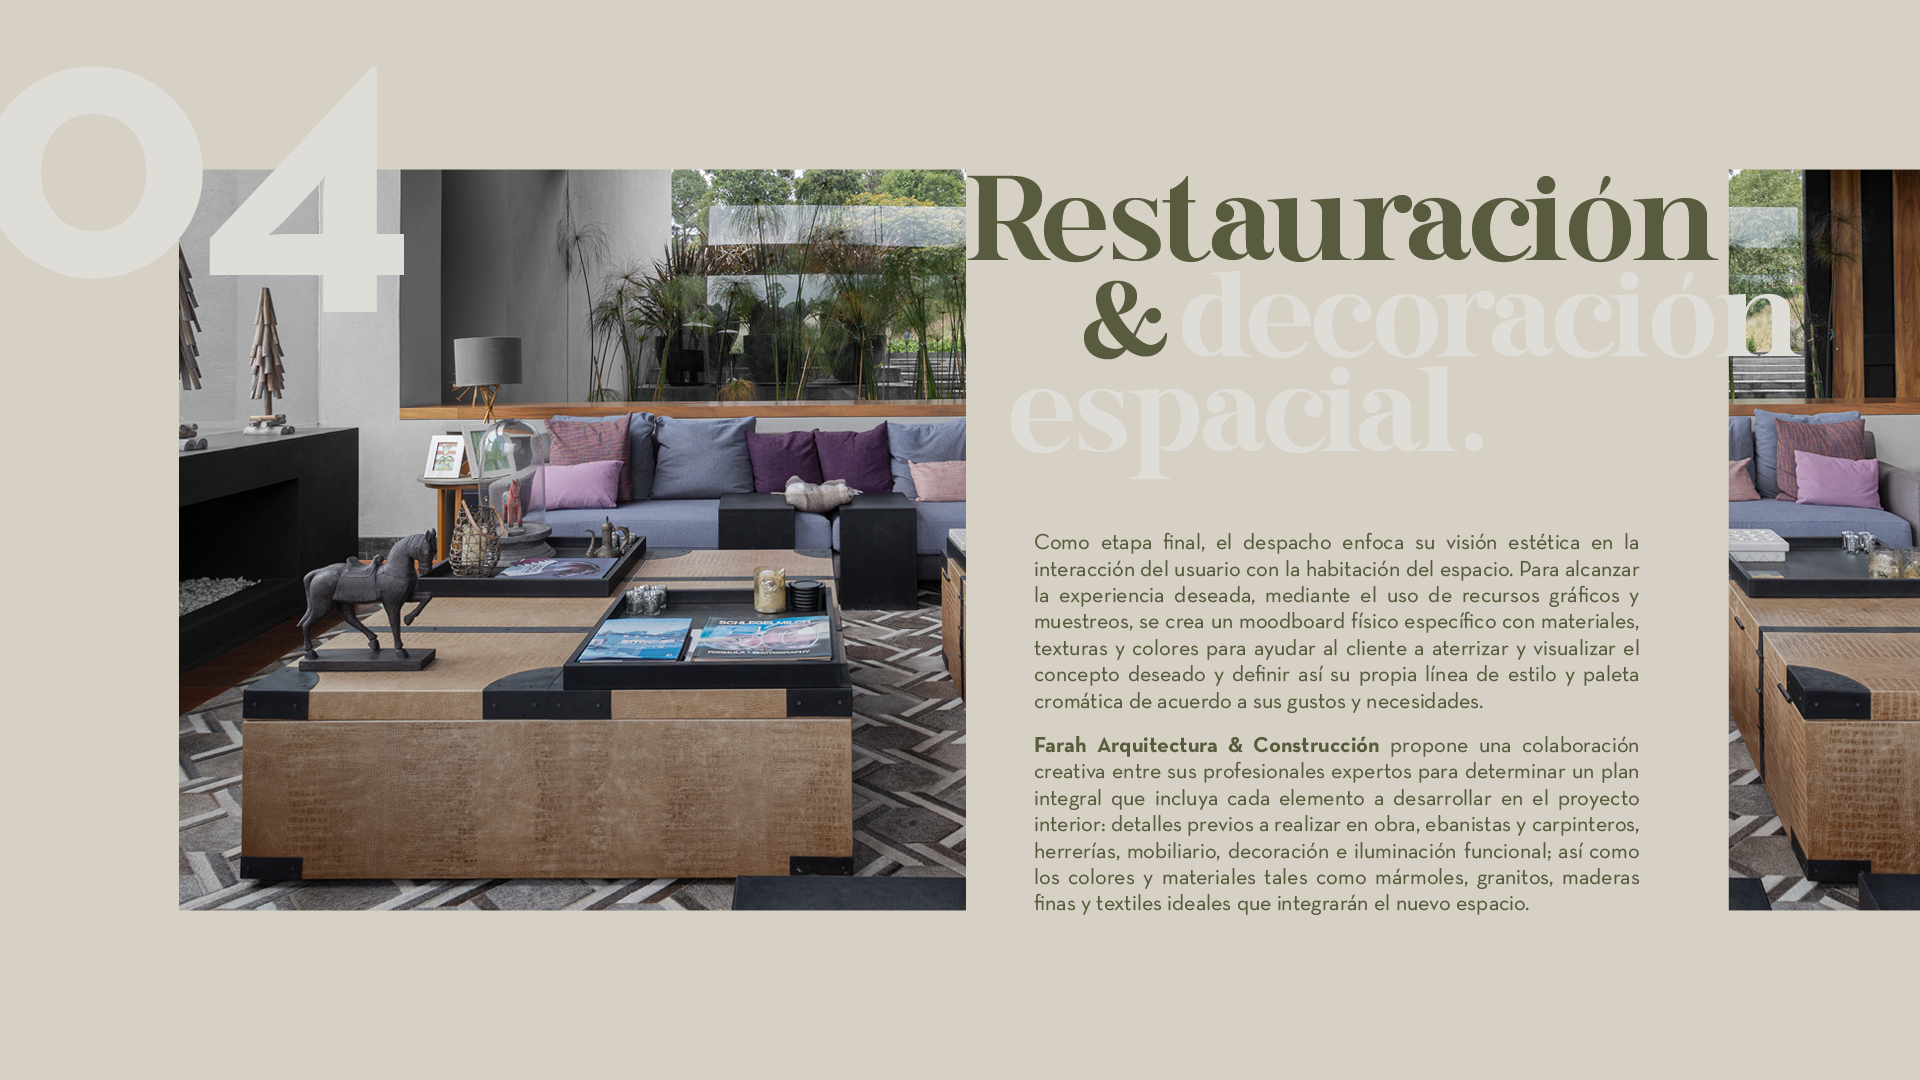 04
Restauración
& decoración
espacial.
Como etapa final, el despacho enfoca su visión estética en la
interacción del usuario con la habitación del espacio. Para alcanzar
la experiencia deseada, mediante el uso de recursos gráficos y
muestreos, se crea un moodboard físico específico con materiales,
texturas y colores para ayudar al cliente a aterrizar y visualizar el
concepto deseado y definir así su propia línea de estilo y paleta
cromática de acuerdo a sus gustos y necesidades.
Farah Arquitectura & Construcción propone una colaboración
creativa entre sus profesionales expertos para determinar un plan
integral que incluya cada elemento a desarrollar en el proyecto
interior: detalles previos a realizar en obra, ebanistas y carpinteros,
herrerías, mobiliario, decoración e iluminación funcional; así como
los colores y materiales tales como mármoles, granitos, maderas
finas y textiles ideales que integrarán el nuevo espacio.
SCHLEGELMILCH
FORMULA 1 PHOTOGRAPHY